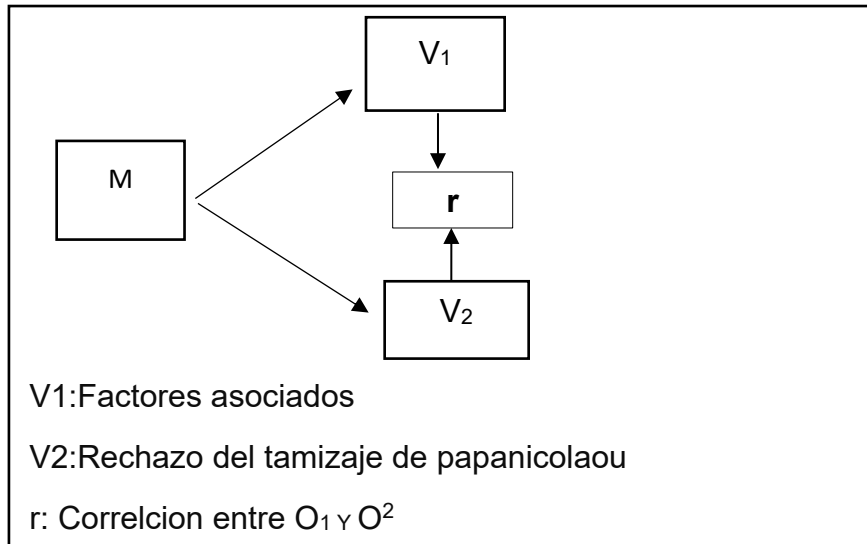 V₁
M
r
V₂
V1:Factores asociados
V2:Rechazo del tamizaje de papanicolaou
r: Correlcion entre O₁ Y O²